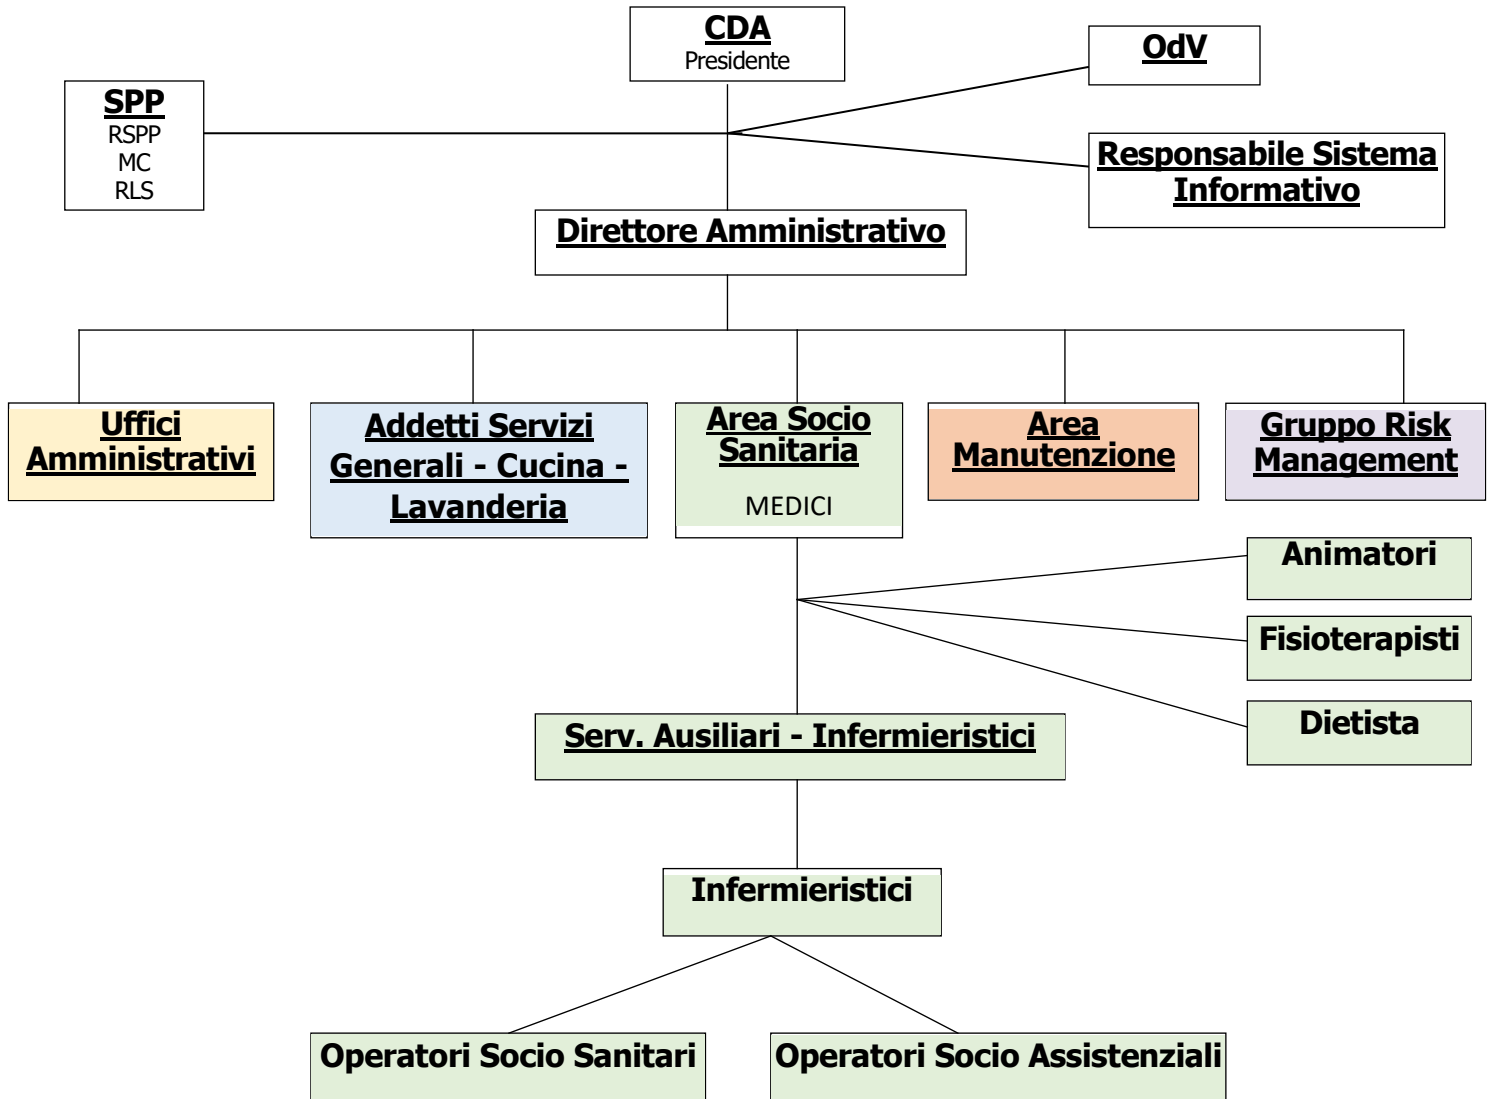 CDA
Presidente
OdV
SPP
RSPP
MC
RLS
Responsabile Sistema
Informativo
Direttore Amministrativo
Uffici
Amministrativi
Addetti Servizi
Generali - Cucina -
Lavanderia
Area Socio
Sanitaria
MEDICI
Area
Manutenzione
Gruppo Risk
Management
Animatori
Fisioterapisti
Dietista
Serv. Ausiliari - Infermieristici
Infermieristici
Operatori Socio Sanitari
Operatori Socio Assistenziali